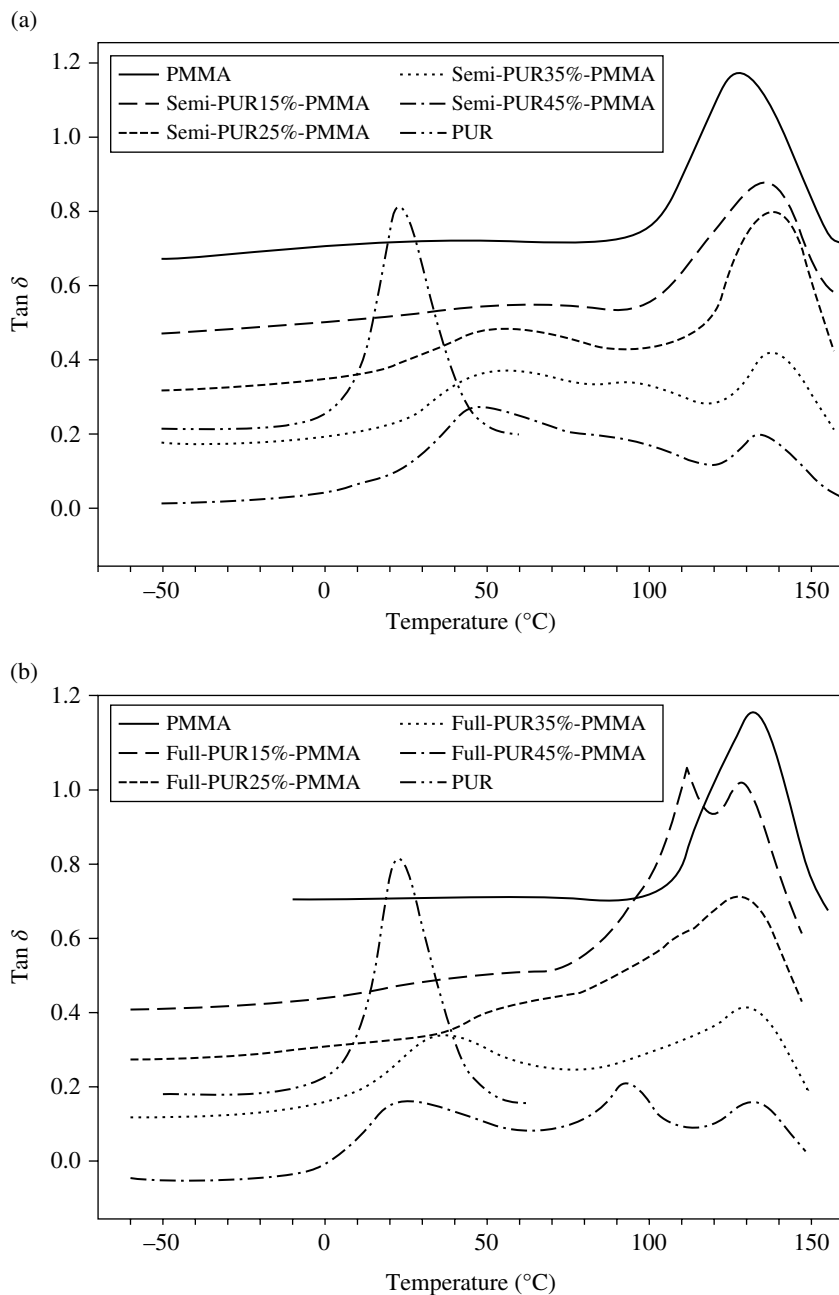 (a)
1.2
PMMA
Semi-PUR35%-PMMA
Semi-PUR15%-PMMA
Semi-PUR45%-PMMA
Semi-PUR25%-PMMA
PUR
1.0
0.8
Tan δ
0.6
0.4
0.2
0.0
–50
0
50
100
150
Temperature (°C)
(b)
1.2
PMMA
Full-PUR35%-PMMA
Full-PUR15%-PMMA
Full-PUR45%-PMMA
Full-PUR25%-PMMA
PUR
1.0
0.8
Tan δ
0.6
0.4
0.2
0.0
–50
0
50
100
150
Temperature (°C)